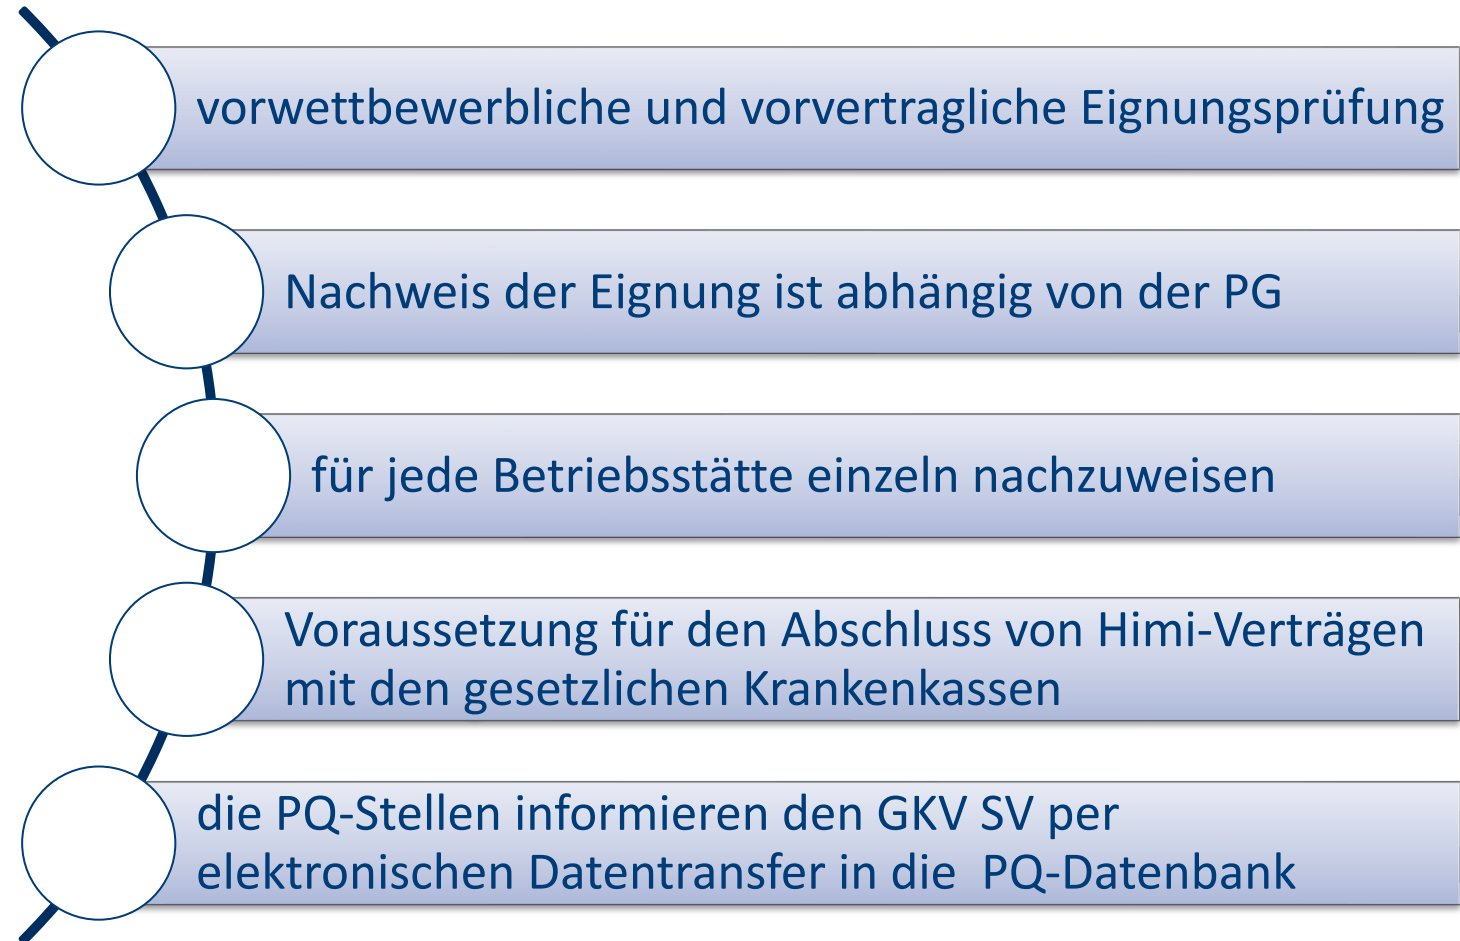 vorwettbewerbliche und vorvertragliche Eignungsprüfung
Nachweis der Eignung ist abhängig von der PG
für jede Betriebsstätte einzeln nachzuweisen
Voraussetzung für den Abschluss von Himi-Verträgen
mit den gesetzlichen Krankenkassen
die PQ-Stellen informieren den GKV SV per
elektronischen Datentransfer in die  PQ-Datenbank